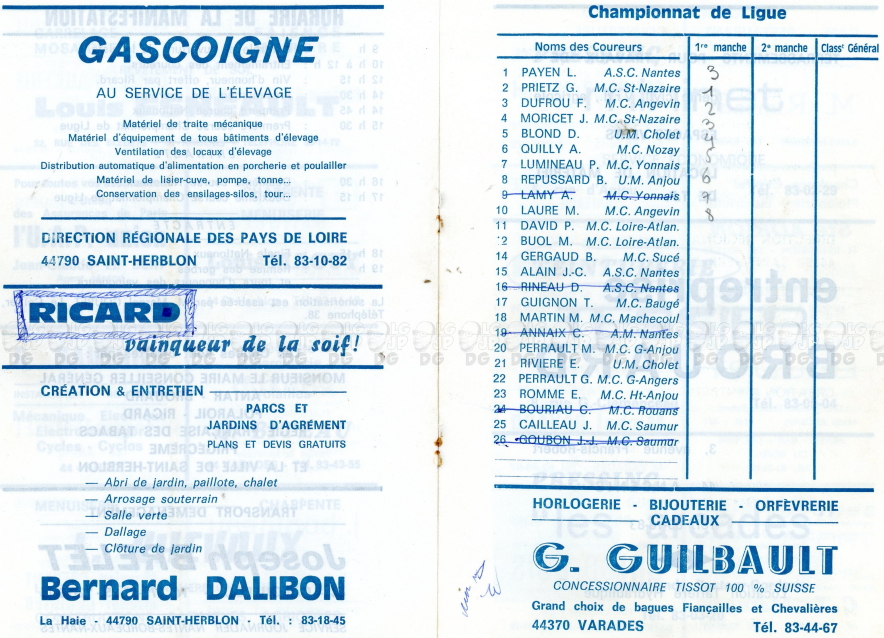 GASCOIGNE
AU SERVICE DE L'ÉLEVAGE
Matériel de traite mécanique
Matériel d'équipement de tous bâtiments d'élevage
Ventilation des locaux d'élevage
Distribution automatique d'alimentation en porcherie et poulailler
Matériel de lisier-cuve, pompe, tonne...
Conservation des ensilages-silos, tour...
DIRECTION RÉGIONALE DES PAYS DE LOIRE
44790 SAINT-HERBLON Tél. 83-10-82
RICARD
vainqueur de la soif!
CRÉATION & ENTRETIEN
PARCS ET
JARDINS D'AGRÉMENT
PLANS ET DEVIS GRATUITS
— Abri de jardin, paillote, chalet
— Arrosage souterrain
— Salle verte
— Dallage
— Clôture de jardin
Bernard DALIBON
La Haie - 44790 SAINT-HERBLON - Tél. : 83-18-45
Championnat de Ligue
Noms des Coureurs 1re manche 2e manche Classt Général
1 PAYEN L. A.S.C. Nantes 3
2 PRIETZ G. M.C. St-Nazaire 1
3 DUFROU F. M.C. Angevin 2
4 MORICET J. M.C. St-Nazaire 3
5 BLOND D. U.M. Cholet 4
6 OUILLY A. M.C. Nozay 5
7 LUMINEAU P. M.C. Yonnais
8 REPUSSARD B. U.M. Anjou 6
9 LAMY A. M.C. Yonnais 7
10 LAURE M. M.C. Angevin 8
11 DAVID P. M.C. Loire-Atlan.
12 BUOL M. M.C. Loire-Atlan.
14 GERGAUD B. M.C. Sucé
15 ALAIN J.-C. A.S.C. Nantes
16 RINEAU D. A.S.C. Nantes
17 GUIGNON T. M.C. Baugé
18 MARTIN M. M.C. Machecoul
19 ANNAIX C. A.M. Nantes
20 PERRAULT M. M.C. G-Anjou
21 RIVIERE E. U.M. Cholet
22 PERRAULT G. M.C. G-Angers
23 ROMME E. M.C. Ht-Anjou
24 BOURIAU C. M.C. Rouans
25 CAILLEAU J. M.C. Saumur
26 GOUBON J.-J. M.C. Saumur
HORLOGERIE - BIJOUTERIE - ORFÈVRERIE
CADEAUX
G. GUILBAULT
CONCESSIONNAIRE TISSOT 100 % SUISSE
Grand choix de bagues Fiançailles et Chevalières
44370 VARADES Tél. 83-44-67